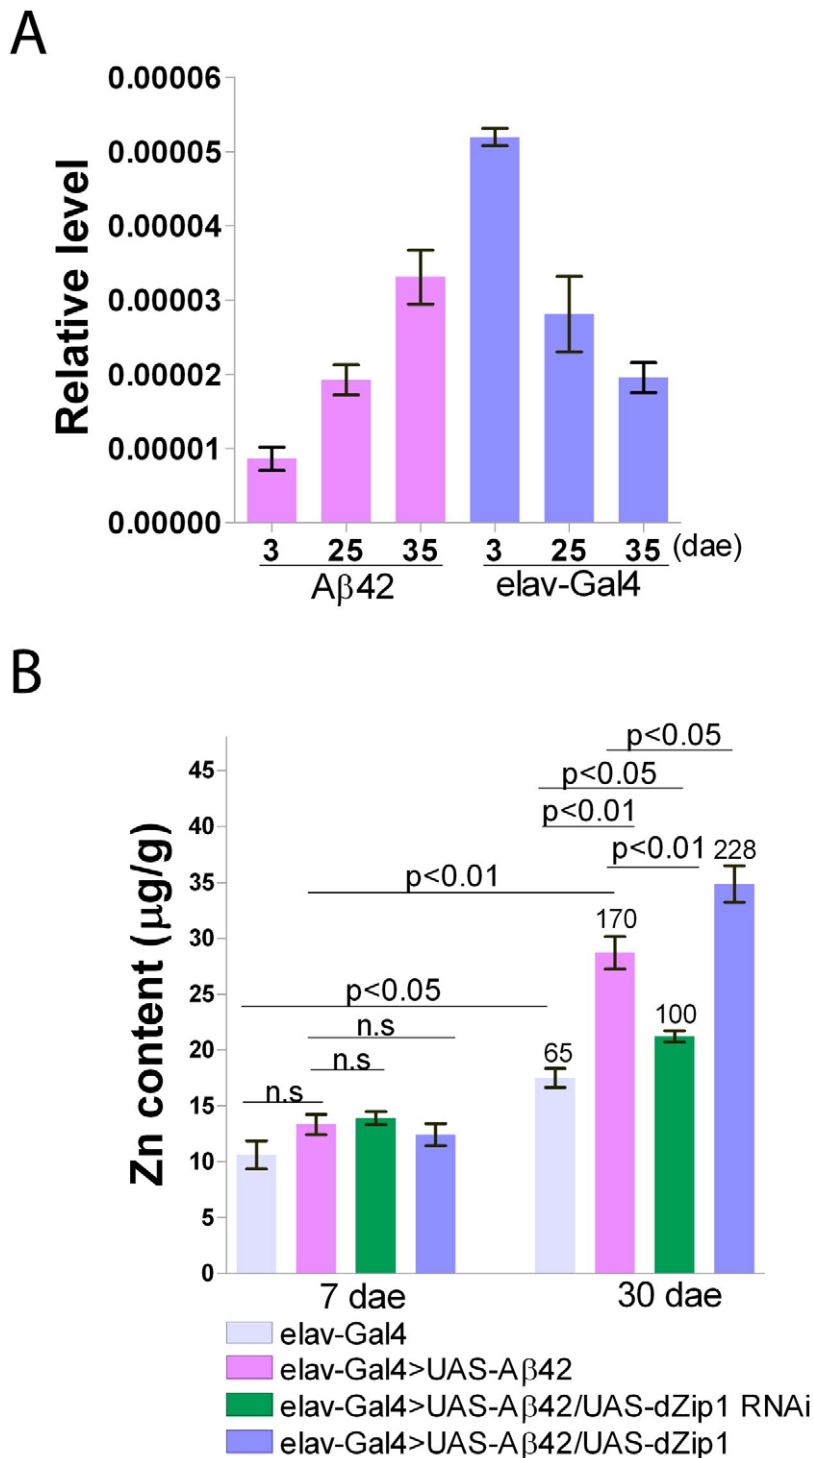 A
Relative level
0.00006
0.00005
0.00004
0.00003
0.00002
0.00001
0.00000
3 25 35 3 25 35 (dae)
Aβ42 elav-Gal4
B
Zn content (μg/g)
45
40
35
30
25
20
15
10
5
0
p<0.05
p<0.05
p<0.01
p<0.01 228
p<0.01
170
p<0.05
n.s
100
65
n.s
n.s
7 dae 30 dae
elav-Gal4
elav-Gal4>UAS-Aβ42
elav-Gal4>UAS-Aβ42/UAS-dZip1 RNAi
elav-Gal4>UAS-Aβ42/UAS-dZip1